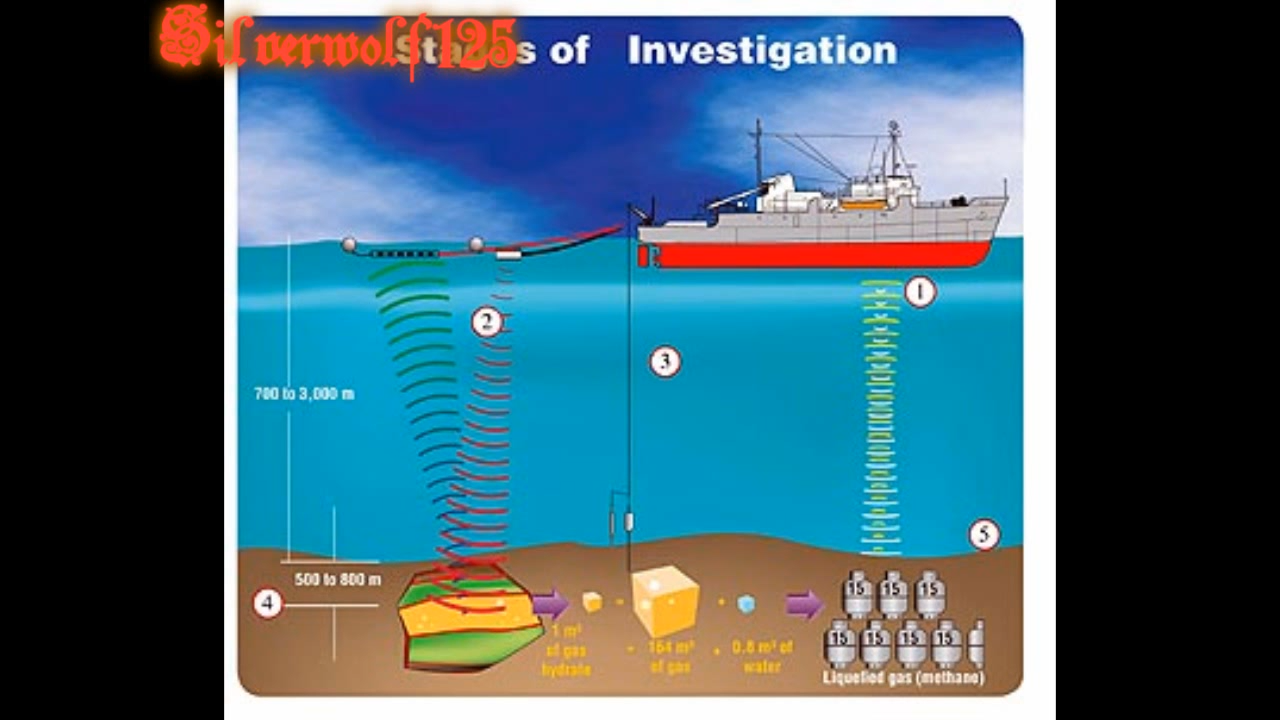 Silverwolf125
Stages of Investigation
1
2
3
700 to 3,000 m
5
500 to 800 m
4
15 15 15
1 m³
of gas
hydrate
164 m³
of gas
0.8 m³ of
water
15 15 15 15
Liquefied gas (methane)